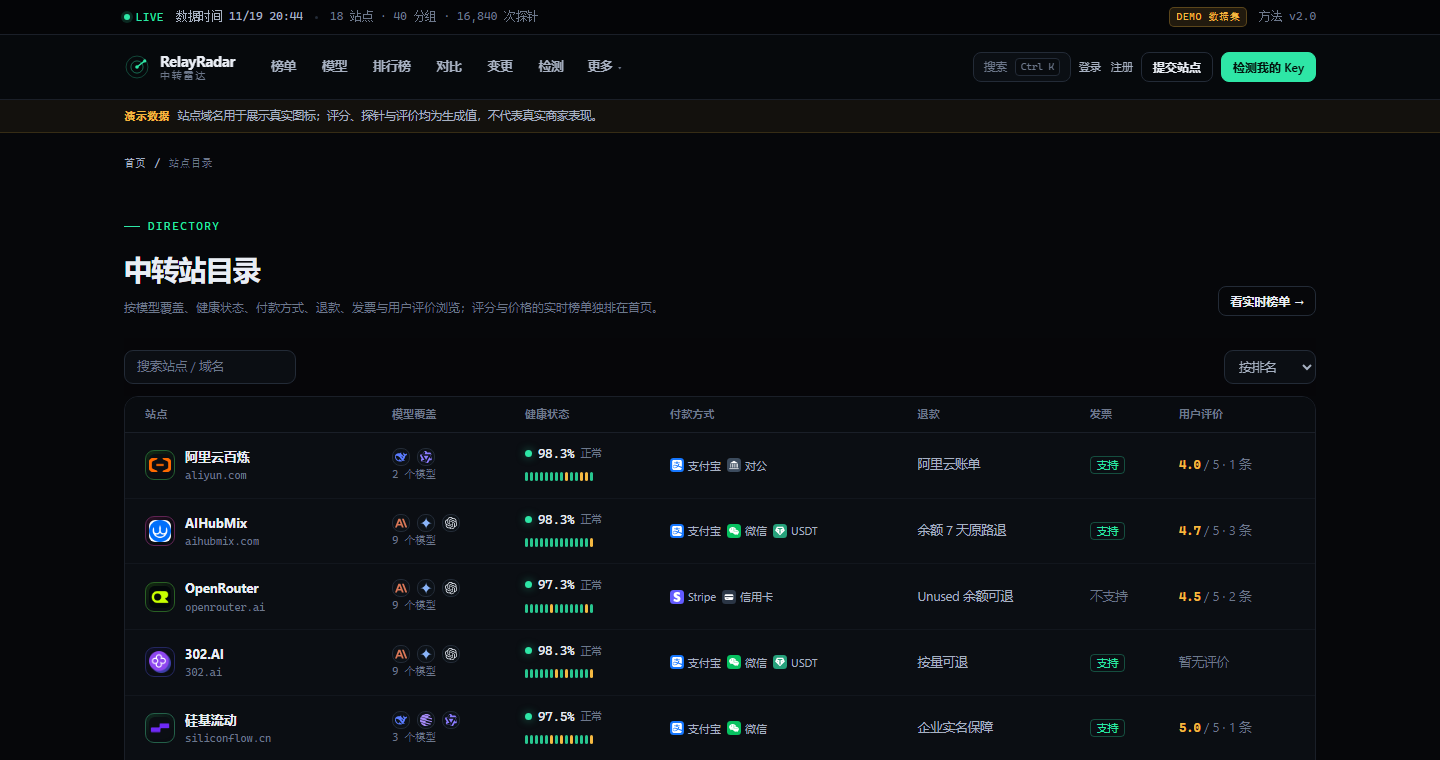 LIVE 数据时间 11/19 20:44 · 18 站点 · 40 分组 · 16,840 次探针
DEMO 数据集 方法 v2.0
RelayRadar
中转雷达
榜单 模型 排行榜 对比 变更 检测 更多
搜索 Ctrl K 登录 注册 提交站点 检测我的 Key
演示数据 站点域名用于展示真实图标；评分、探针与评价均为生成值，不代表真实商家表现。
首页 / 站点目录
DIRECTORY
中转站目录
按模型覆盖、健康状态、付款方式、退款、发票与用户评价浏览；评分与价格的实时榜单独排在首页。
看实时榜单 →
搜索站点 / 域名
按排名
站点 模型覆盖 健康状态 付款方式 退款 发票 用户评价
阿里云百炼
aliyun.com
2 个模型
98.3% 正常
支付宝 对公
阿里云账单
支持
4.0 / 5 · 1 条
AIHubMix
aihubmix.com
9 个模型
98.3% 正常
支付宝 微信 USDT
余额 7 天原路退
支持
4.7 / 5 · 3 条
OpenRouter
openrouter.ai
9 个模型
97.3% 正常
Stripe 信用卡
Unused 余额可退
不支持
4.5 / 5 · 2 条
302.AI
302.ai
9 个模型
98.3% 正常
支付宝 微信 USDT
按量可退
支持
暂无评价
硅基流动
siliconflow.cn
3 个模型
97.5% 正常
支付宝 微信
企业实名保障
支持
5.0 / 5 · 1 条